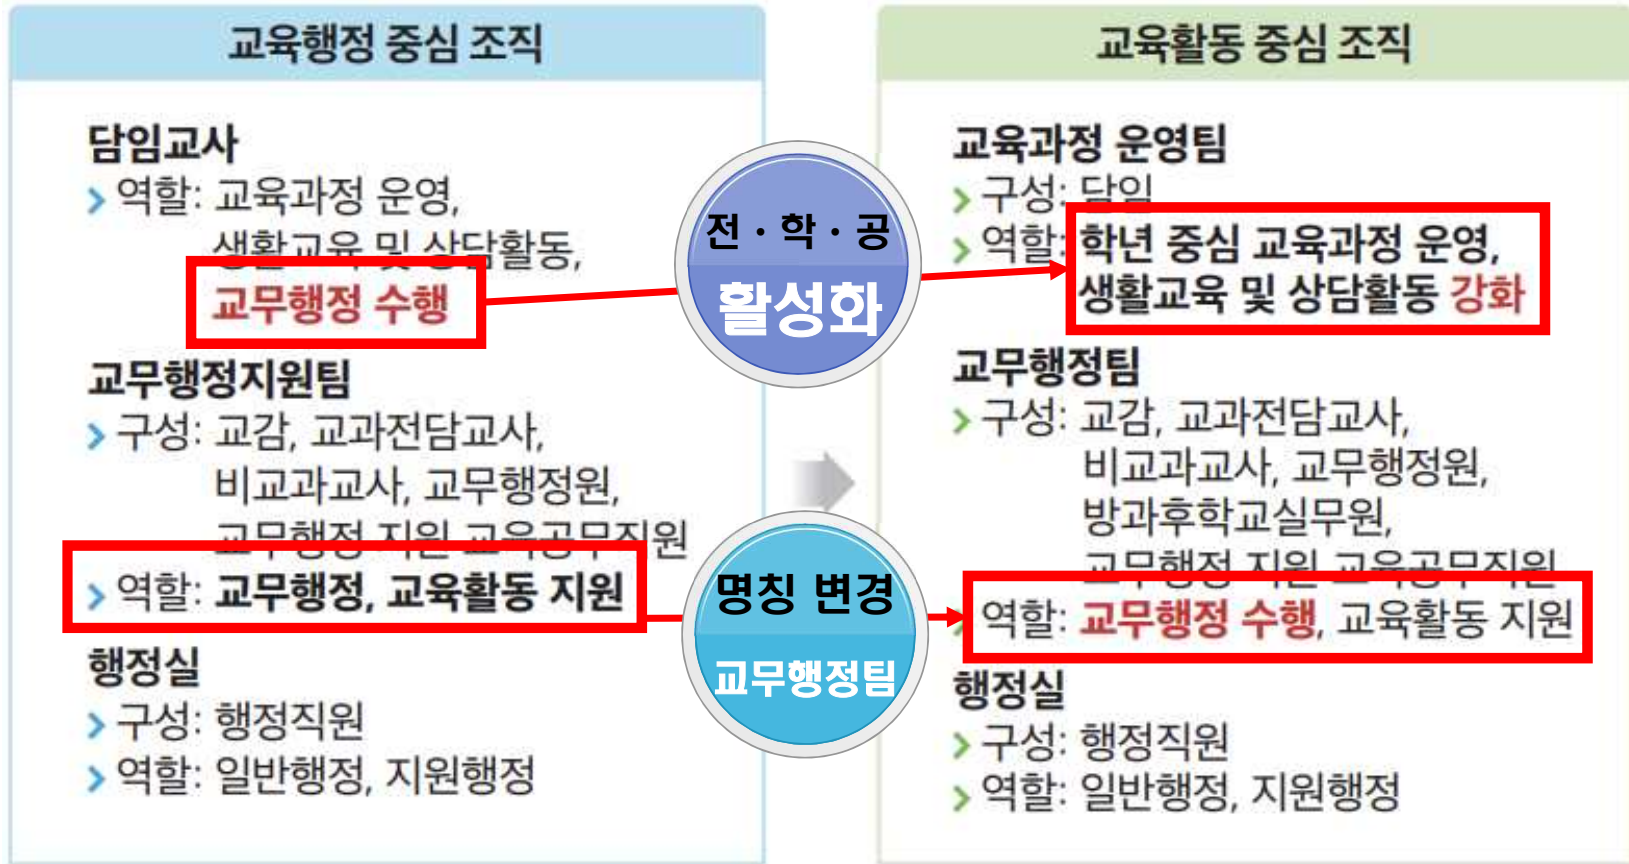 교육행정 중심 조직
담임교사
역할: 교육과정 운영,
생활교육 및 상담활동,
교무행정 수행
교무행정지원팀
구성: 교감, 교과전담교사,
비교과교사, 교무행정원,
교무행정 지원 교육공무직원
역할: 교무행정, 교육활동 지원
행정실
구성: 행정직원
역할: 일반행정, 지원행정
전 · 학 · 공
활성화
명칭 변경
교무행정팀
교육활동 중심 조직
교육과정 운영팀
구성: 담임
역할: 학년 중심 교육과정 운영,
생활교육 및 상담활동 강화
교무행정팀
구성: 교감, 교과전담교사,
비교과교사, 교무행정원,
방과후학교실무원,
교무행정 지원 교육공무직원
역할: 교무행정 수행, 교육활동 지원
행정실
구성: 행정직원
역할: 일반행정, 지원행정